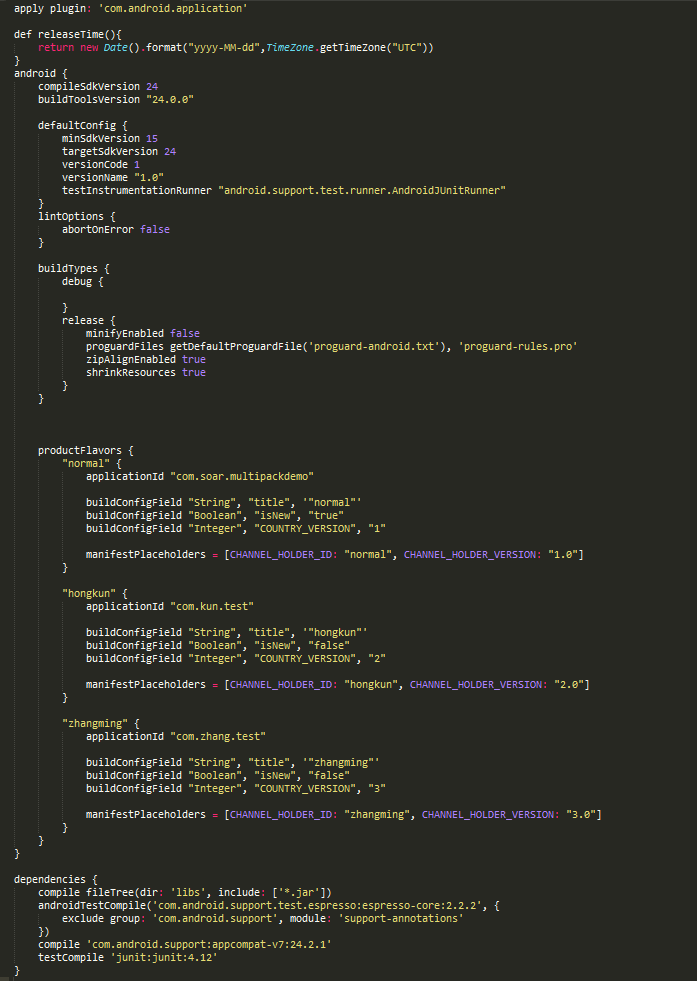 apply plugin: 'com.android.application'
def releaseTime(){
return new Date().format("yyyy-MM-dd",TimeZone.getTimeZone("UTC"))
}
android {
compileSdkVersion 24
buildToolsVersion "24.0.0"
defaultConfig {
minSdkVersion 15
targetSdkVersion 24
versionCode 1
versionName "1.0"
testInstrumentationRunner "android.support.test.runner.AndroidJUnitRunner"
}
lintOptions {
abortOnError false
}
buildTypes {
debug {
}
release {
minifyEnabled false
proguardFiles getDefaultProguardFile('proguard-android.txt'), 'proguard-rules.pro'
zipAlignEnabled true
shrinkResources true
}
}
productFlavors {
"normal" {
applicationId "com.soar.multipackdemo"
buildConfigField "String", "title", '"normal"'
buildConfigField "Boolean", "isNew", "true"
buildConfigField "Integer", "COUNTRY_VERSION", "1"
manifestPlaceholders = [CHANNEL_HOLDER_ID: "normal", CHANNEL_HOLDER_VERSION: "1.0"]
}
"hongkun" {
applicationId "com.kun.test"
buildConfigField "String", "title", '"hongkun"'
buildConfigField "Boolean", "isNew", "false"
buildConfigField "Integer", "COUNTRY_VERSION", "2"
manifestPlaceholders = [CHANNEL_HOLDER_ID: "hongkun", CHANNEL_HOLDER_VERSION: "2.0"]
}
"zhangming" {
applicationId "com.zhang.test"
buildConfigField "String", "title", '"zhangming"'
buildConfigField "Boolean", "isNew", "false"
buildConfigField "Integer", "COUNTRY_VERSION", "3"
manifestPlaceholders = [CHANNEL_HOLDER_ID: "zhangming", CHANNEL_HOLDER_VERSION: "3.0"]
}
}
}
dependencies {
compile fileTree(dir: 'libs', include: ['*.jar'])
androidTestCompile('com.android.support.test.espresso:espresso-core:2.2.2', {
exclude group: 'com.android.support', module: 'support-annotations'
})
compile 'com.android.support:appcompat-v7:24.2.1'
testCompile 'junit:junit:4.12'
}